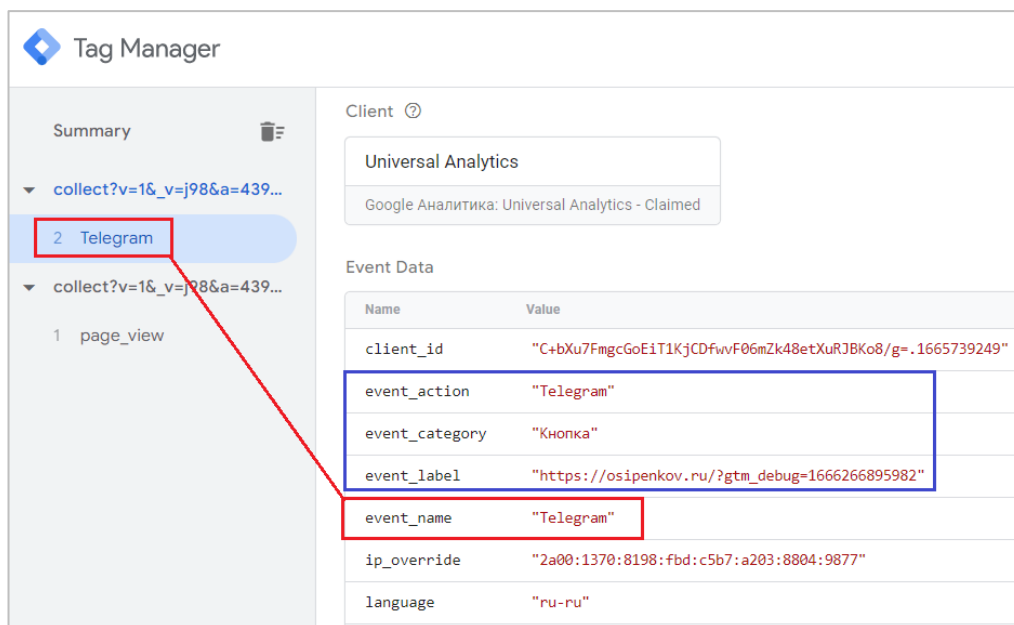 Tag Manager
Summary
collect?v=1&_v=j98&a=439...
2 Telegram
collect?v=1&_v=j98&a=439...
1 page_view
Client
Universal Analytics
Google Аналитика: Universal Analytics - Claimed
Event Data
Name Value
client_id "C+bXu7FmgcGoEiT1KjCDfwvF06mZk48etXuRJBKo8/g=.1665739249"
event_action "Telegram"
event_category "Кнопка"
event_label "https://osipenkov.ru/?gtm_debug=1666266895982"
event_name "Telegram"
ip_override "2a00:1370:8198:fbd:c5b7:a203:8804:9877"
language "ru-ru"